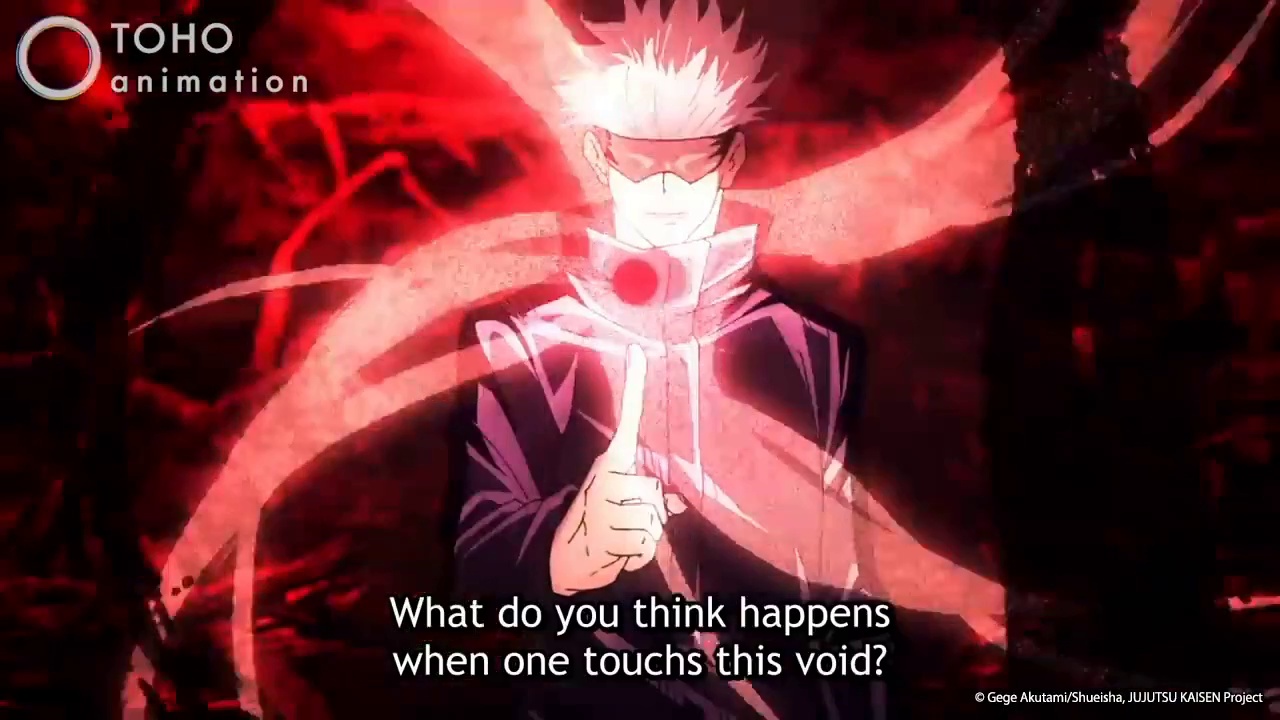 TOHO
animation
What do you think happens
when one touchs this void?
© Gege Akutami/Shueisha, JUJUTSU KAISEN Project